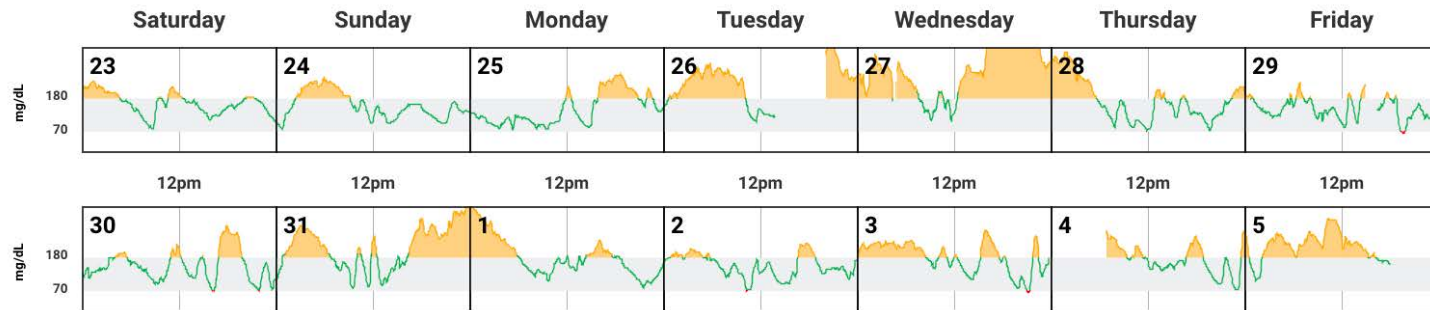 Saturday Sunday Monday Tuesday Wednesday Thursday Friday
23 24 25 26 27 28 29
mg/dL
180
70
12pm 12pm 12pm 12pm 12pm 12pm 12pm
30 31 1 2 3 4 5
mg/dL
180
70